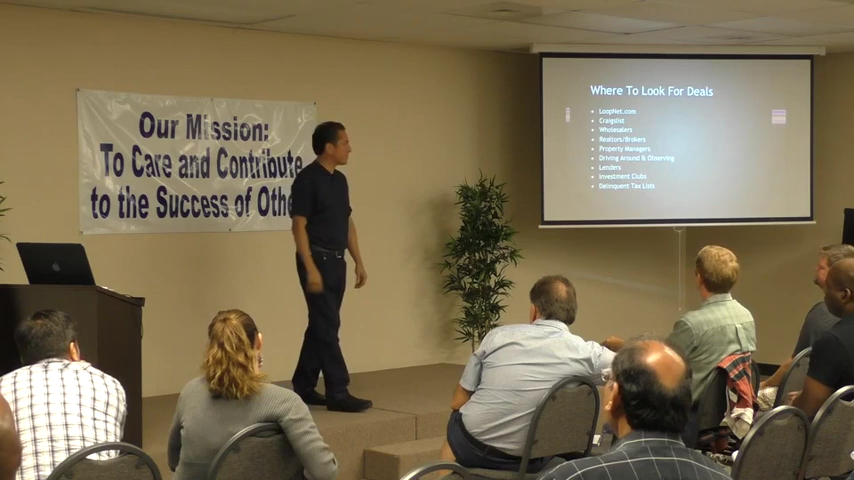 Our Mission:
To Care and Contribute
to the Success of Othe
Where To Look For Deals
• LoopNet.com
• Craigslist
• Wholesalers
• Realtors/Brokers
• Property Managers
• Driving Around & Observing
• Lenders
• Investment Clubs
• Delinquent Tax Lists